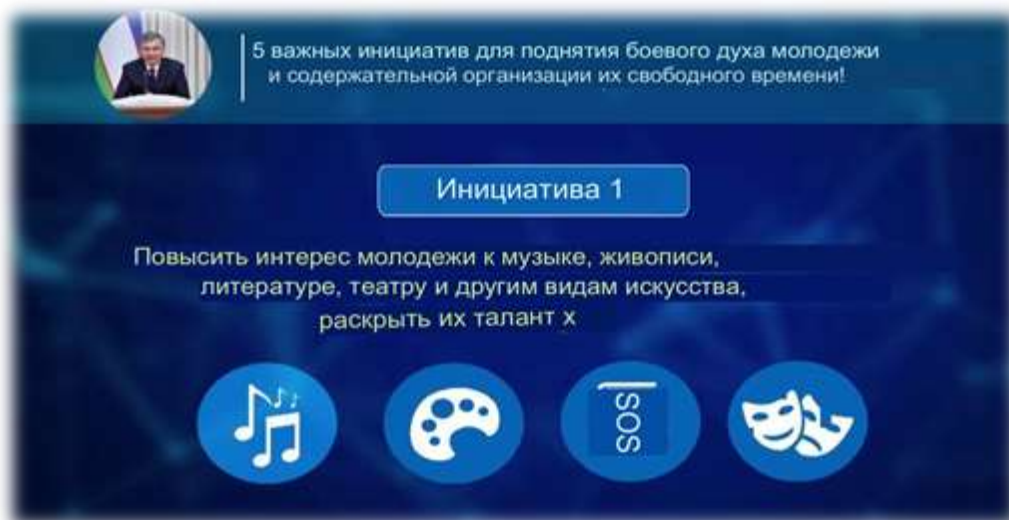 5 важных инициатив для поднятия боевого духа молодежи
и содержательной организации их свободного времени!
Инициатива 1
Повысить интерес молодежи к музыке, живописи,
литературе, театру и другим видам искусства,
раскрыть их талант х
SOS